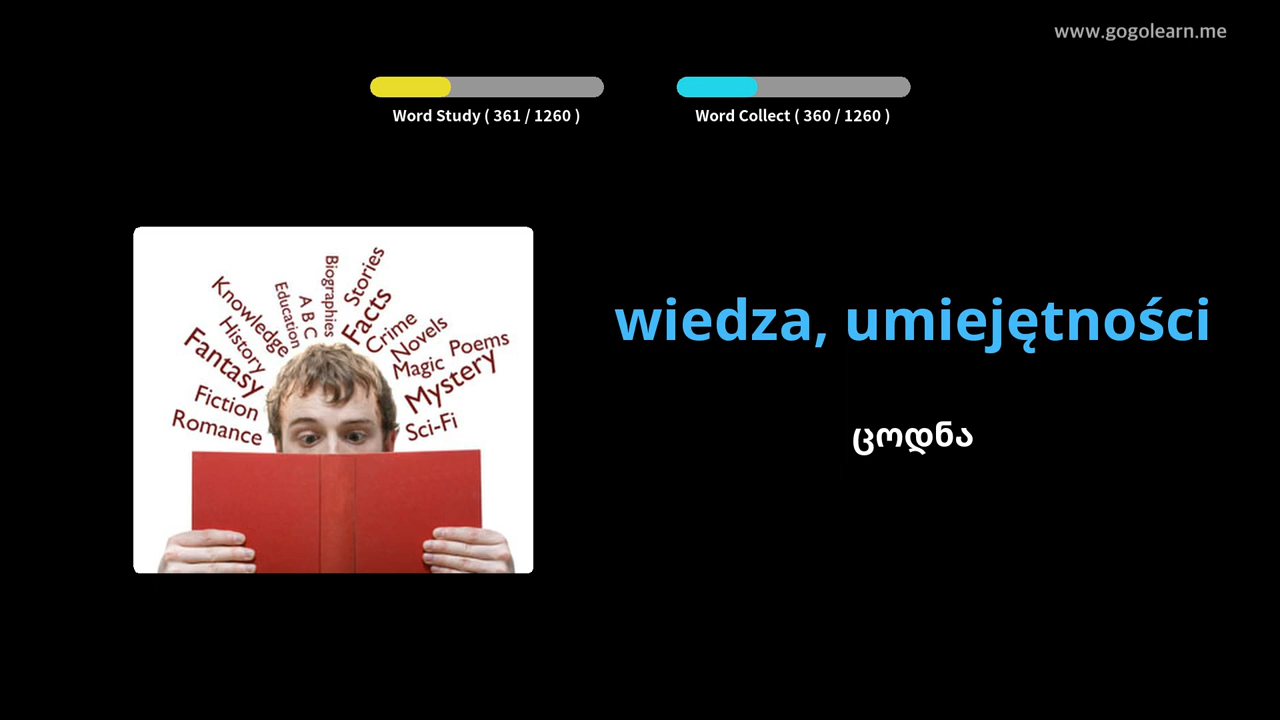 www.gogolearn.me
Word Study ( 361 / 1260 )
Word Collect ( 360 / 1260 )
Biographies
Stories
Knowledge
Education
A B C
Facts
Crime
History
Novels
Poems
Fantasy
Magic
Mystery
Fiction
Romance
Sci-Fi
wiedza, umiejętności
ცოდნა